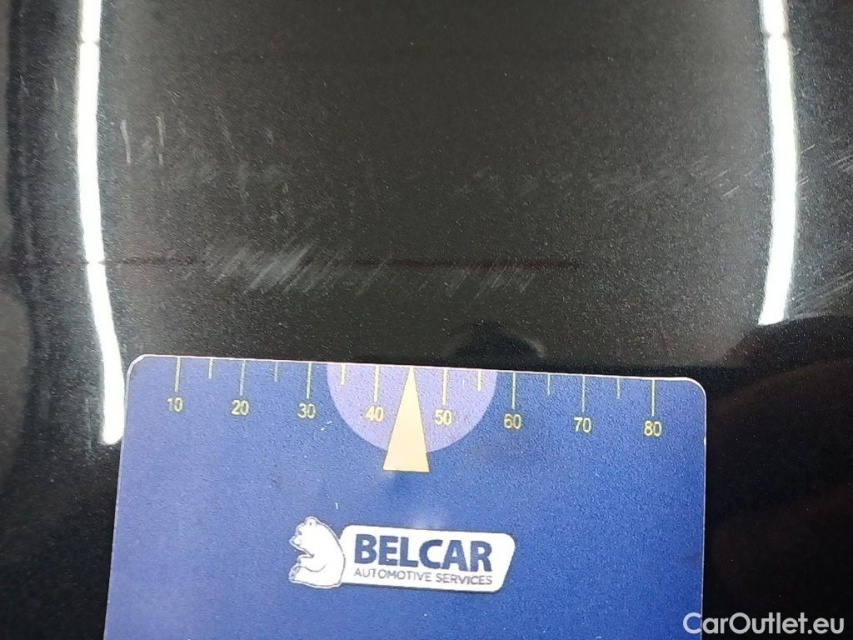 10 20 30 40 50 60 70 80
BELCAR
AUTOMOTIVE SERVICES
CarOutlet.eu